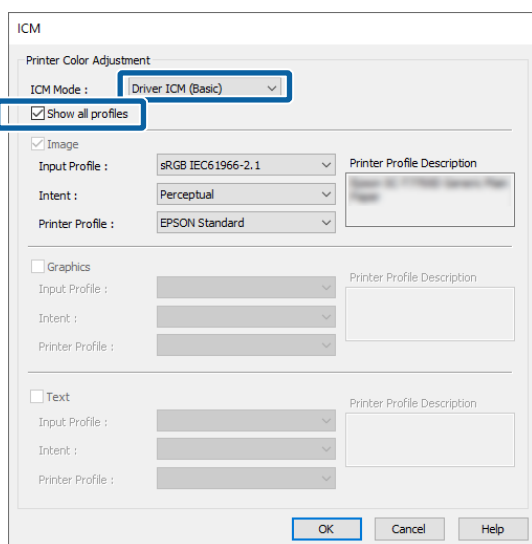 ICM
Printer Color Adjustment
ICM Mode : Driver ICM (Basic)
Show all profiles
Image
Input Profile : sRGB IEC61966-2.1 Printer Profile Description
Intent : Perceptual
Printer Profile : EPSON Standard
Graphics
Input Profile : Printer Profile Description
Intent :
Printer Profile :
Text
Input Profile : Printer Profile Description
Intent :
Printer Profile :
OK Cancel Help